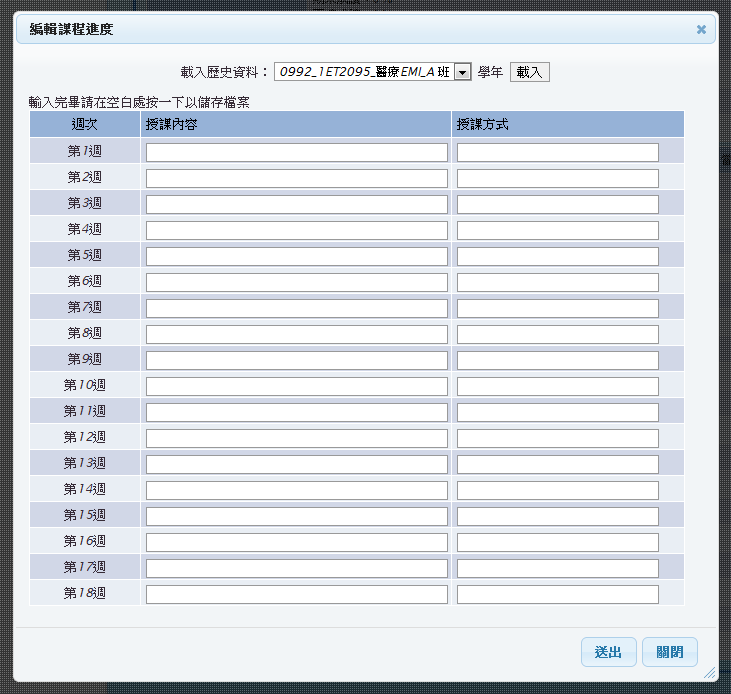 編輯課程進度
載入歷史資料： 0992_1ET2095_醫療EMI_A 班 學年 載入
輸入完畢請在空白處按一下以儲存檔案
週次 授課內容 授課方式
第1週
第2週
第3週
第4週
第5週
第6週
第7週
第8週
第9週
第10週
第11週
第12週
第13週
第14週
第15週
第16週
第17週
第18週
送出 關閉